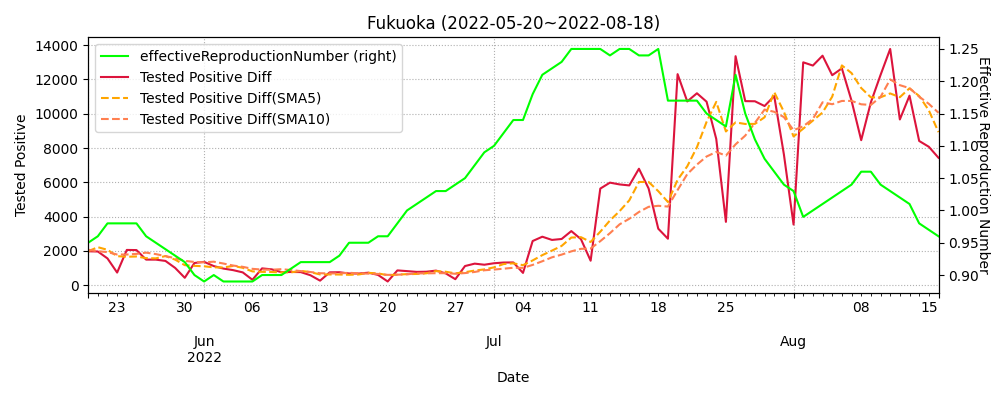 Fukuoka (2022-05-20~2022-08-18)
effectiveReproductionNumber (right)
Tested Positive Diff
Tested Positive Diff(SMA5)
Tested Positive Diff(SMA10)
Tested Positive
14000
12000
10000
8000
6000
4000
2000
0
1.25
1.20
1.15
1.10
1.05
1.00
0.95
0.90
Effective Reproduction Number
23 30 06 13 20 27 04 11 18 25 08 15
Jun Jul Aug
2022
Date